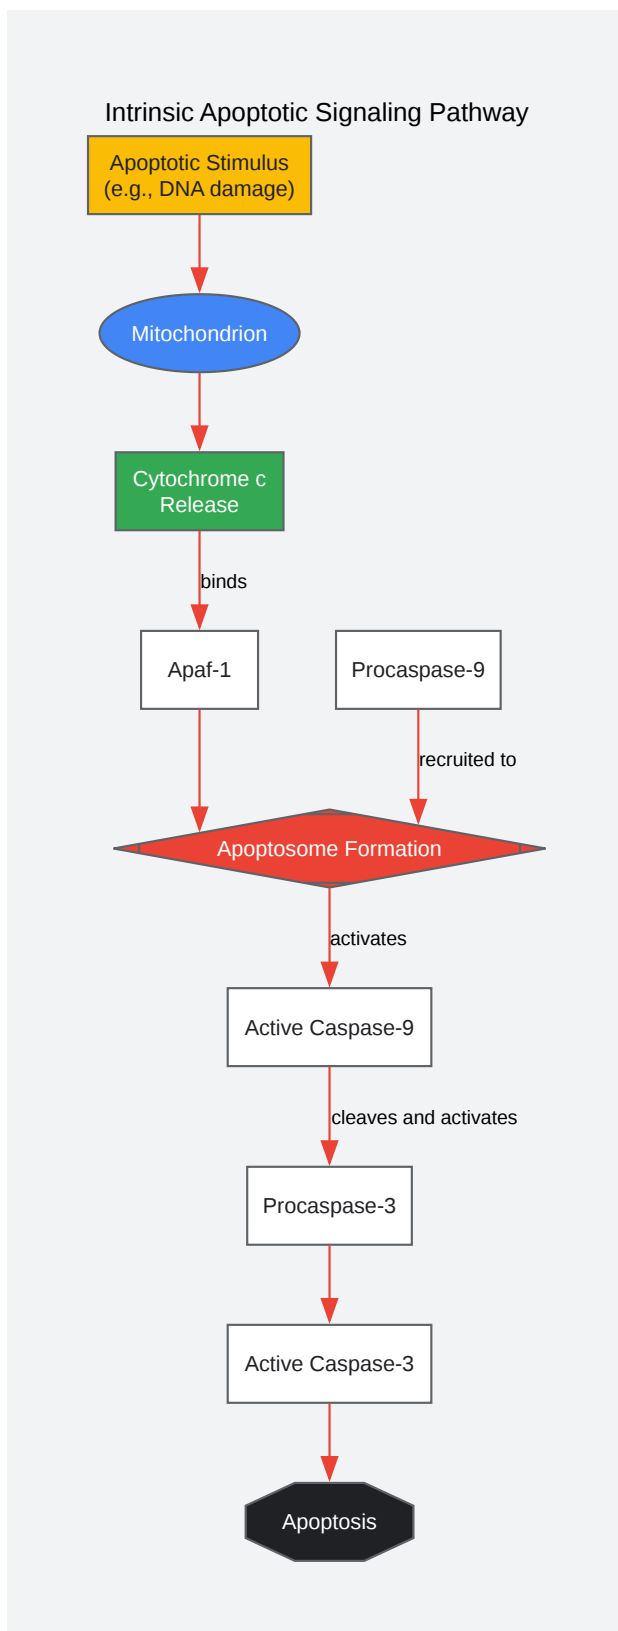 Intrinsic Apoptotic Signaling Pathway
Apoptotic Stimulus
(e.g., DNA damage)
Mitochondrion
Cytochrome c
Release
binds
Apaf-1
Procaspase-9
recruited to
Apoptosome Formation
activates
Active Caspase-9
cleaves and activates
Procaspase-3
Active Caspase-3
Apoptosis